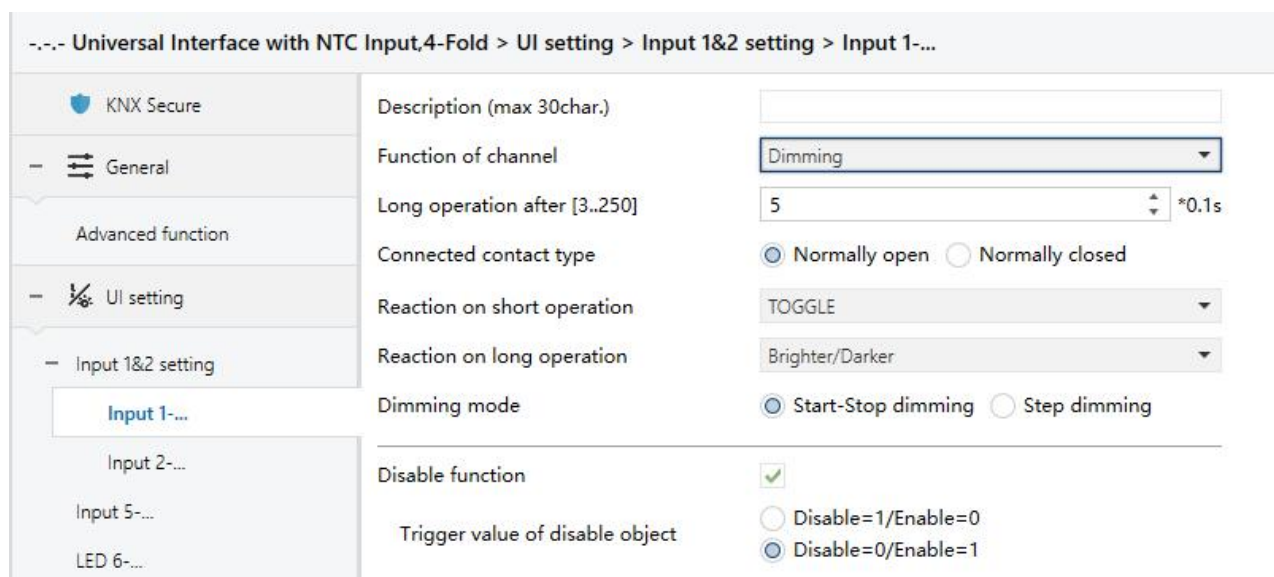 -.-.- Universal Interface with NTC Input,4-Fold > UI setting > Input 1&2 setting > Input 1-...
KNX Secure
General
Advanced function
UI setting
Input 1&2 setting
Input 1-...
Input 2-...
Input 5-...
LED 6-...
Description (max 30char.)
Function of channel Dimming
Long operation after [3..250] 5 *0.1s
Connected contact type Normally open Normally closed
Reaction on short operation TOGGLE
Reaction on long operation Brighter/Darker
Dimming mode Start-Stop dimming Step dimming
Disable function
Trigger value of disable object
Disable=1/Enable=0
Disable=0/Enable=1